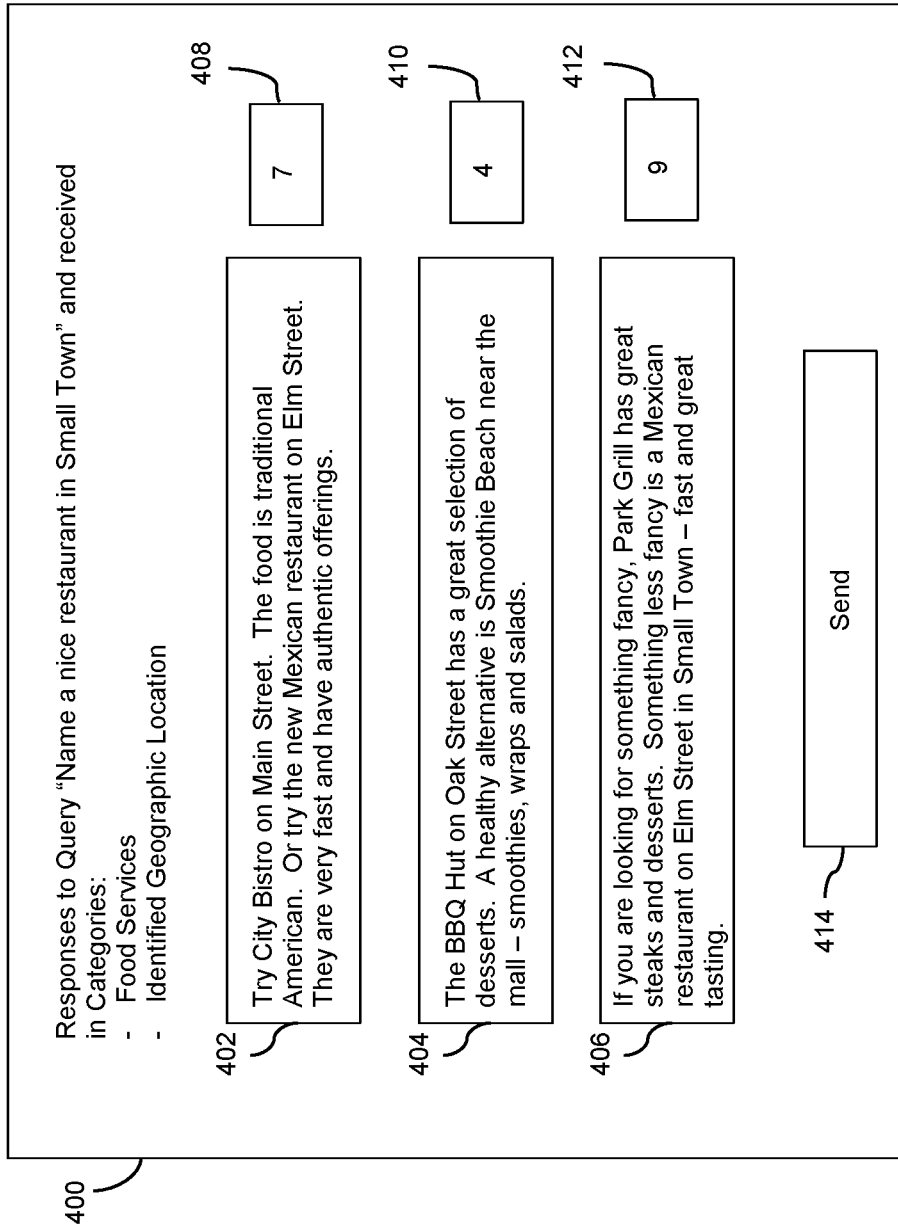 400
Responses to Query “Name a nice restaurant in Small Town” and received
in Categories:
- Food Services
- Identified Geographic Location
402
Try City Bistro on Main Street. The food is traditional
American. Or try the new Mexican restaurant on Elm Street.
They are very fast and have authentic offerings.
7
408
404
The BBQ Hut on Oak Street has a great selection of
desserts. A healthy alternative is Smoothie Beach near the
mall – smoothies, wraps and salads.
4
410
406
If you are looking for something fancy, Park Grill has great
steaks and desserts. Something less fancy is a Mexican
restaurant on Elm Street in Small Town – fast and great
tasting.
9
412
414
Send